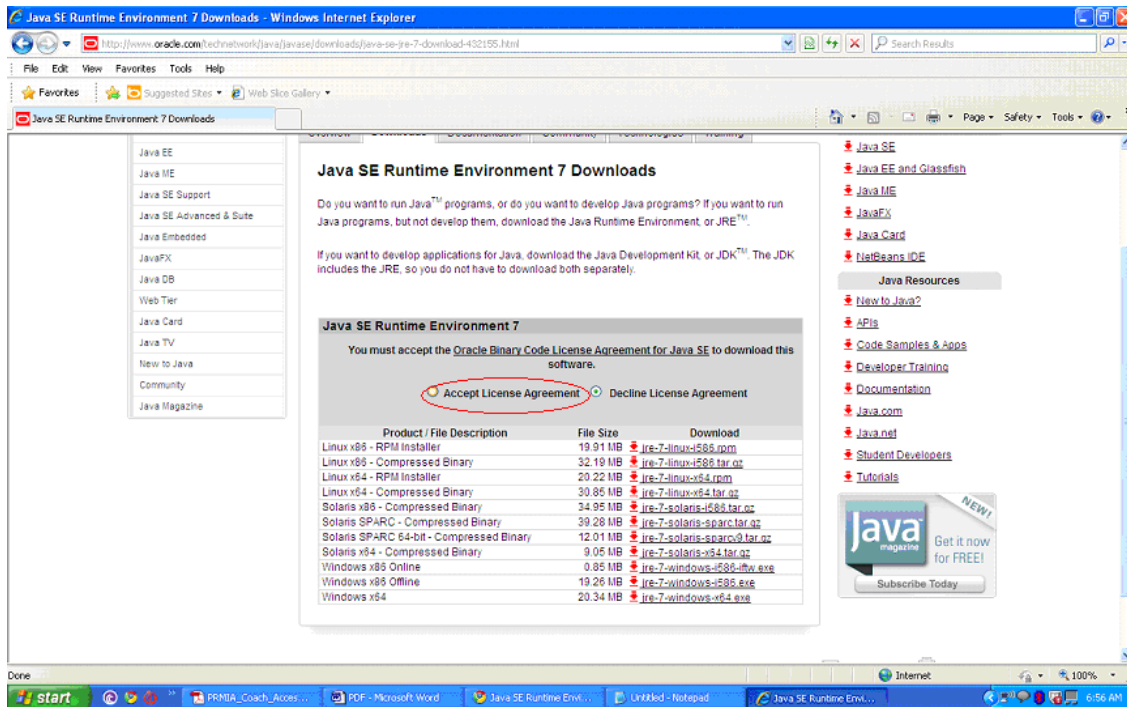 Java SE Runtime Environment 7 Downloads - Windows Internet Explorer
http://www.oracle.com/technetwork/java/javase/downloads/java-se-jre-7-download-432155.html
Search Results
File Edit View Favorites Tools Help
Favorites Suggested Sites Web Slice Gallery
Java SE Runtime Environment 7 Downloads
Page Safety Tools
Overview Downloads Documentation Community Technologies Training
Java EE
Java ME
Java SE Support
Java SE Advanced & Suite
Java Embedded
JavaFX
Java DB
Web Tier
Java Card
Java TV
New to Java
Community
Java Magazine
Java SE Runtime Environment 7 Downloads
Do you want to run Java™ programs, or do you want to develop Java programs? If you want to run
Java programs, but not develop them, download the Java Runtime Environment, or JRE™.
If you want to develop applications for Java, download the Java Development Kit, or JDK™. The JDK
includes the JRE, so you do not have to download both separately.
Java SE Runtime Environment 7
You must accept the Oracle Binary Code License Agreement for Java SE to download this
software.
Accept License Agreement Decline License Agreement
Product / File Description File Size Download
Linux x86 - RPM Installer 19.91 MB jre-7-linux-i586.rpm
Linux x86 - Compressed Binary 32.19 MB jre-7-linux-i586.tar.gz
Linux x64 - RPM Installer 20.22 MB jre-7-linux-x64.rpm
Linux x64 - Compressed Binary 30.85 MB jre-7-linux-x64.tar.gz
Solaris x86 - Compressed Binary 34.95 MB jre-7-solaris-i586.tar.gz
Solaris SPARC - Compressed Binary 39.28 MB jre-7-solaris-sparc.tar.gz
Solaris SPARC 64-bit - Compressed Binary 12.01 MB jre-7-solaris-sparcv9.tar.gz
Solaris x64 - Compressed Binary 9.05 MB jre-7-solaris-x64.tar.gz
Windows x86 Online 0.85 MB jre-7-windows-i586-iftw.exe
Windows x86 Offline 19.26 MB jre-7-windows-i586.exe
Windows x64 20.34 MB jre-7-windows-x64.exe
Java SE
Java EE and Glassfish
Java ME
JavaFX
Java Card
NetBeans IDE
Java Resources
New to Java?
APIs
Code Samples & Apps
Developer Training
Documentation
Java.com
Java.net
Student Developers
Tutorials
NEW!
Java
magazine
Get it now
for FREE!
Subscribe Today
Done Internet 100%
start PRMIA_Coach_Acces... PDF - Microsoft Word Java SE Runtime Envi... Untitled - Notepad Java SE Runtime Envi... 6:56 AM